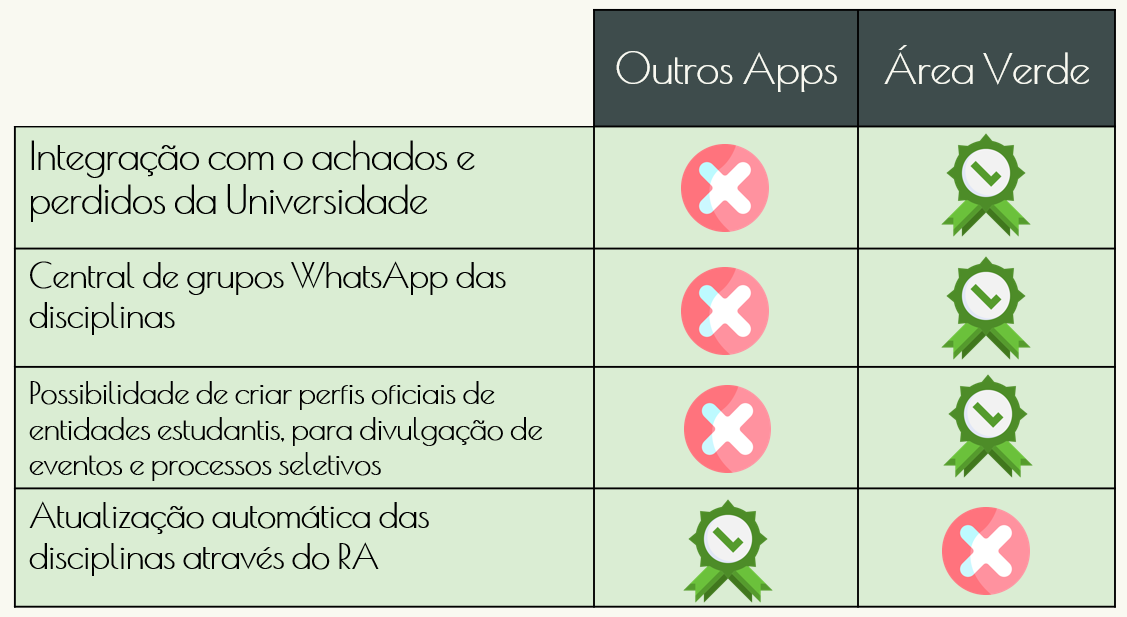 Outros Apps
Área Verde
Integração com o achados e
perdidos da Universidade
Central de grupos WhatsApp das
disciplinas
Possibilidade de criar perfis oficiais de
entidades estudantis, para divulgação de
eventos e processos seletivos
Atualização automática das
disciplinas através do RA